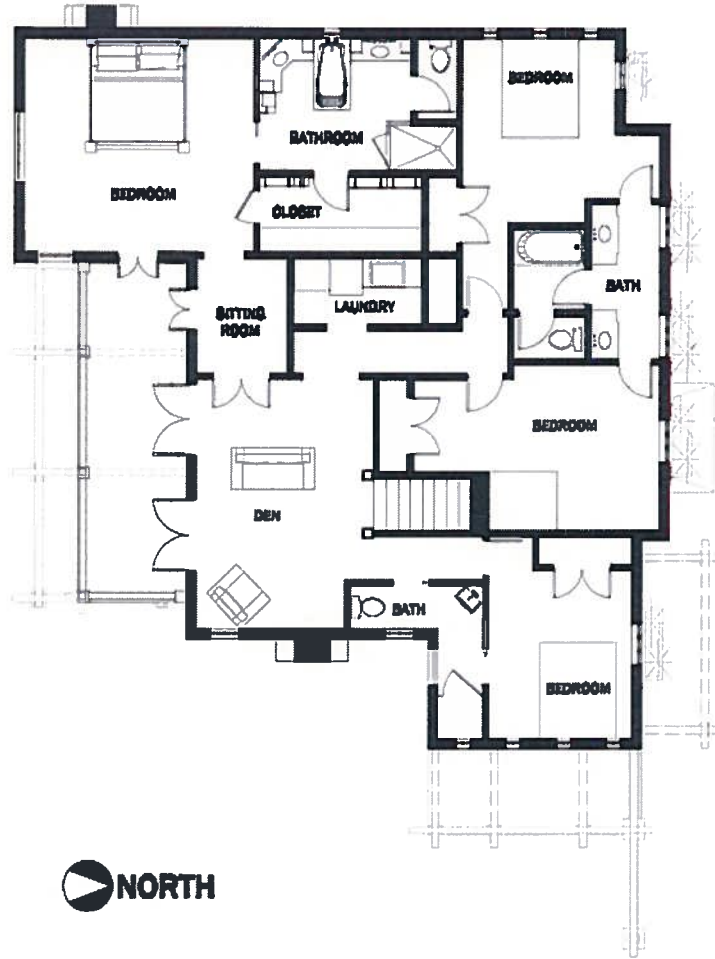 BEDROOM
BATHROOM
BEDROOM
CLOSET
BATH
LAUNDRY
SITTING
ROOM
BEDROOM
DEN
BATH
BEDROOM
NORTH